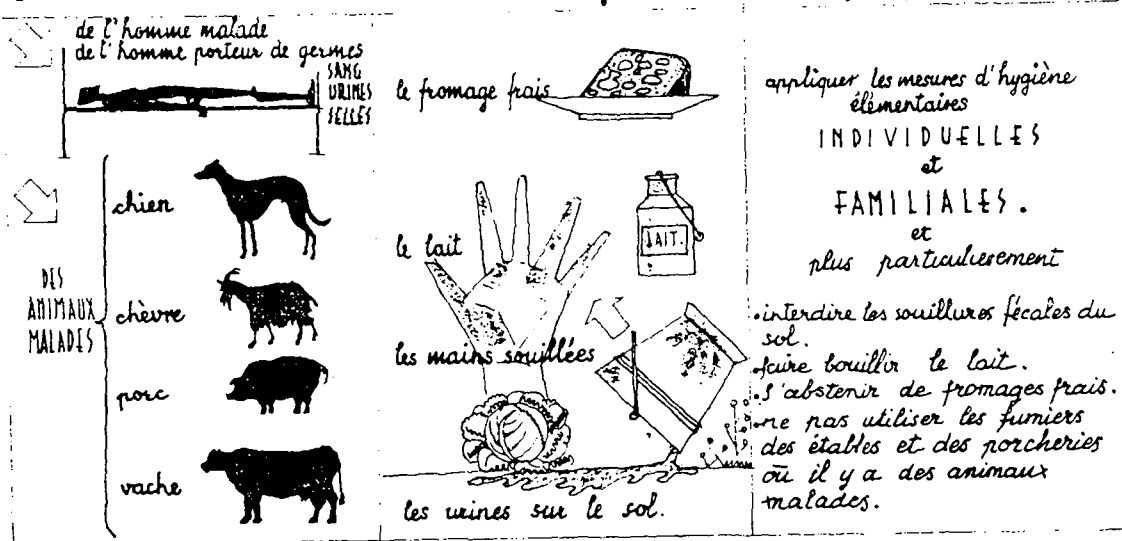 de l'homme malade
de l'homme porteur de germes
SANG
URINES
SELLES
DES
ANIMAUX
MALADES
chien
chèvre
porc
vache
le fromage frais
le lait
LAIT.
les mains souillées
les urines sur le sol.
appliquer les mesures d'hygiène
élémentaires
INDIVIDUELLES
et
FAMILIALES.
et
plus particulièrement
.interdire les souillures fécales du
sol.
.faire bouillir le lait.
.s'abstenir de fromages frais.
.ne pas utiliser les fumiers
des étables et des porcheries
où il y a des animaux
malades.